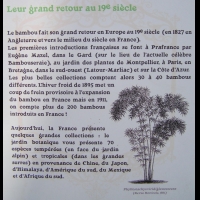 Leur grand retour au 19e siècle
Le bambou fait son grand retour en Europe au 19e siècle (en 1827 en
Angleterre et vers le milieu du siècle en France).
Les premières introductions françaises se font à Prafrance par
Eugène Mazel, dans le Gard (sur le lieu de l'actuelle célèbre
Bambouseraie), au jardin des plantes de Montpellier, à Paris, en
Bretagne, dans le sud-ouest (Latour-Marliac) et sur la Côte d'Azur.
Les plus belles collections comptent alors 30 à 40 bambous
différents. L'hiver froid de 1895 met un
coup de frein provisoire à l'expansion
du bambou en France mais en 1911,
on compte plus de 200 bambous
introduits en France !
Aujourd'hui, la France présente
quelques grandes collections : le
jardin botanique vous présente 70
espèces tempérées (au face du jardin
alpin) et tropicales (dans les grandes
serres) en provenance de Chine, du Japon,
d'Himalaya, d'Amérique du sud, du Mexique
et d'Afrique du sud.